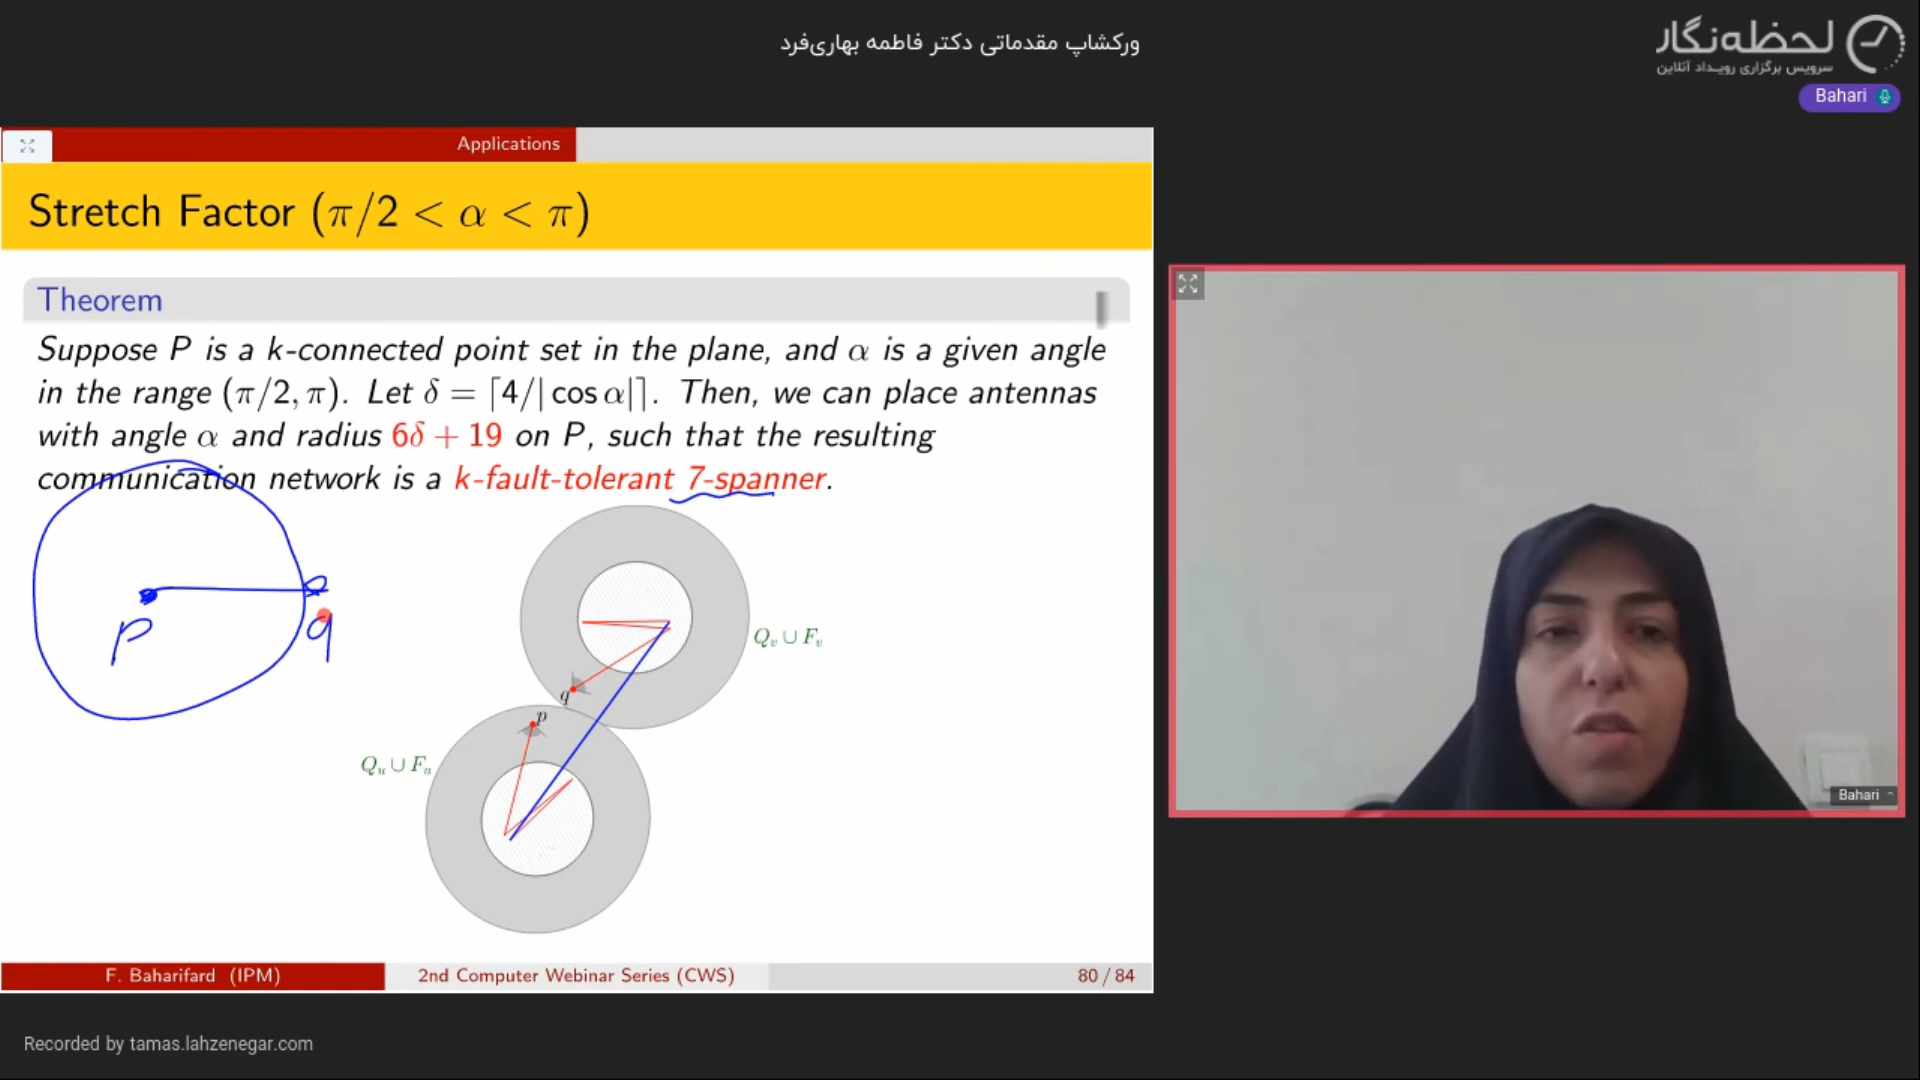 ورکشاپ مقدماتی دکتر فاطمه بهاری‌فرد
لحظه‌نگار
سرویس برگزاری رویداد آنلاین
Bahari
Applications
Stretch Factor (π/2 < α < π)
Theorem
Suppose P is a k-connected point set in the plane, and α is a given angle
in the range (π/2, π). Let δ = ⌈4/| cos α|⌉. Then, we can place antennas
with angle α and radius 6δ + 19 on P, such that the resulting
communication network is a k-fault-tolerant 7-spanner.
p
q
Q_v ∪ F_v
q
p
Q_u ∪ F_u
Bahari
F. Baharifard (IPM)
2nd Computer Webinar Series (CWS)
80 / 84
Recorded by tamas.lahzenegar.com